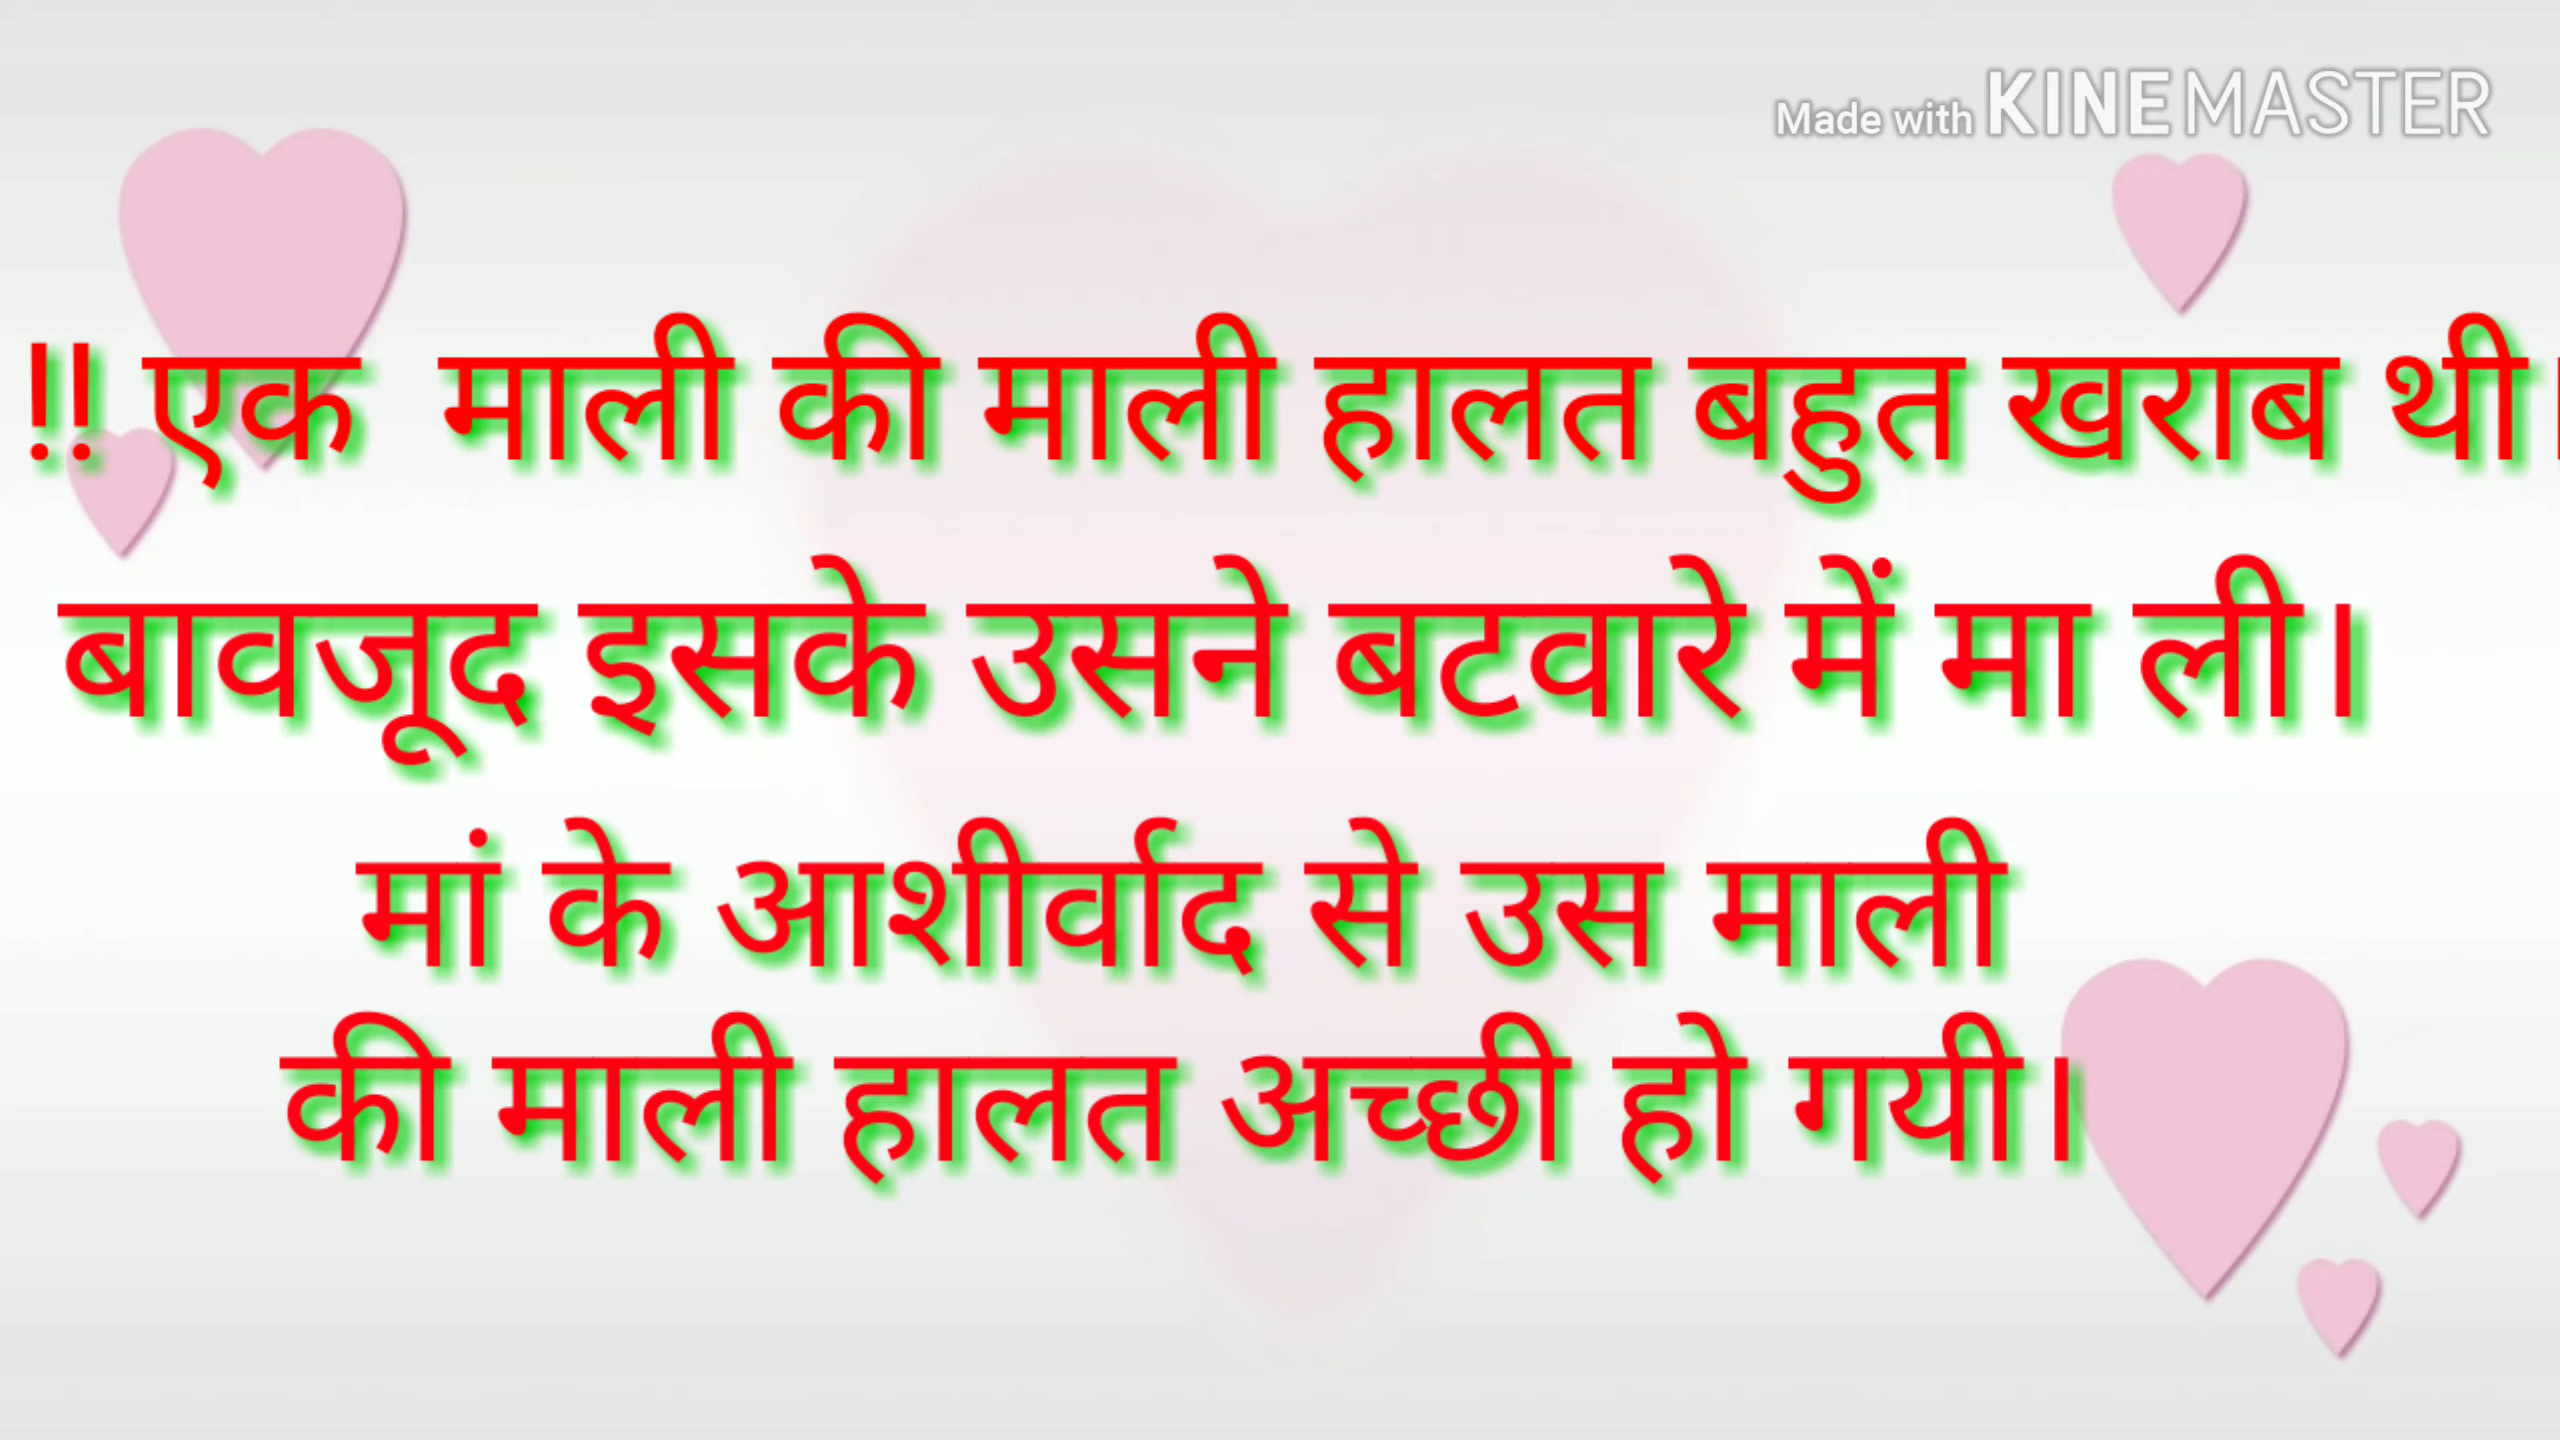 Made with KINEMASTER
!! एक माली की माली हालत बहुत खराब थी।
बावजूद इसके उसने बटवारे में मा ली।
मां के आशीर्वाद से उस माली
की माली हालत अच्छी हो गयी।